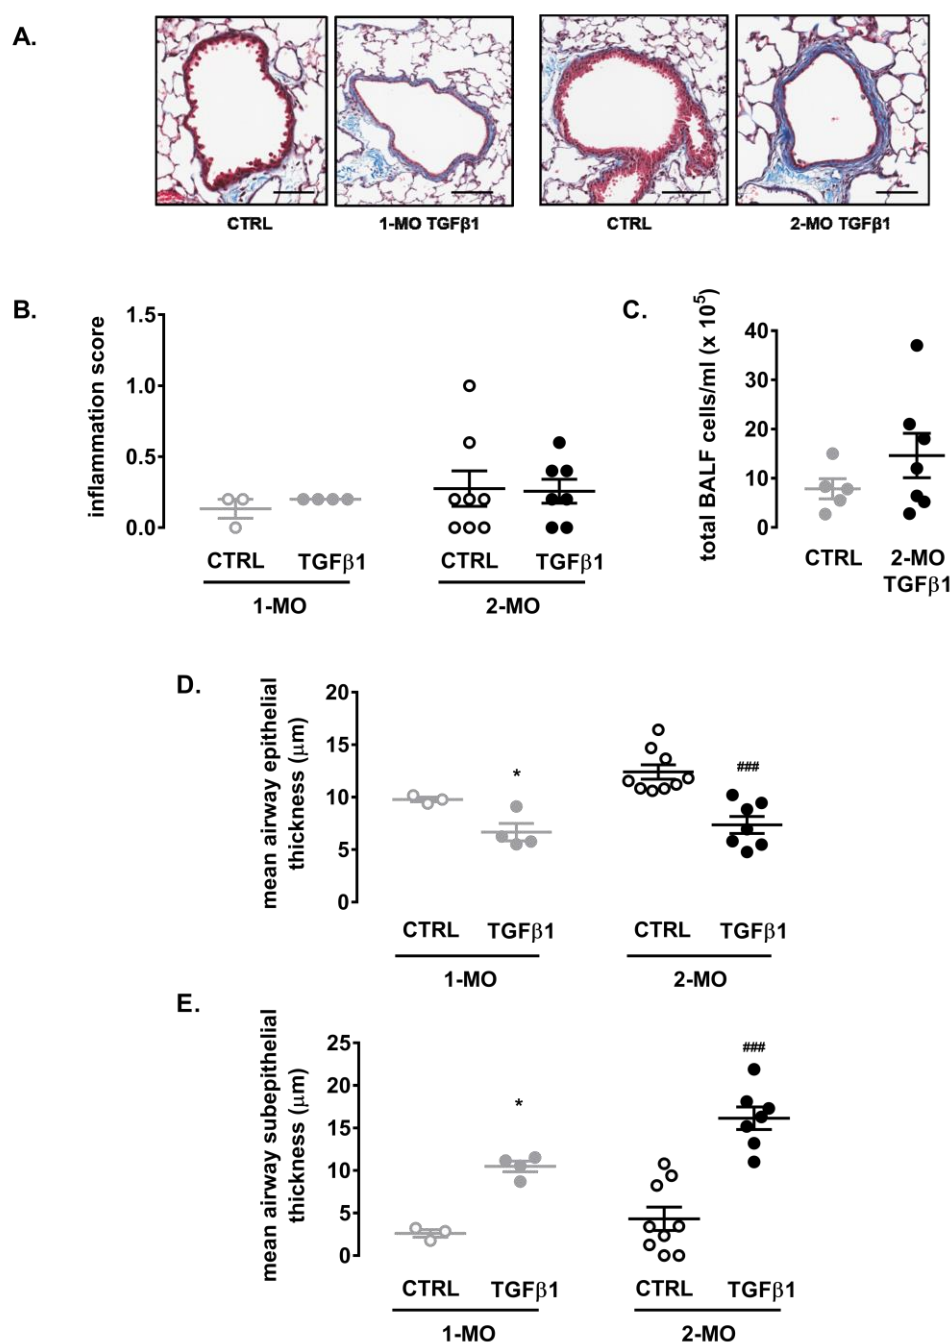 A.
CTRL
1-MO TGFβ1
CTRL
2-MO TGFβ1
B.
inflammation score
1.5
1.0
0.5
0.0
CTRL
TGFβ1
CTRL
TGFβ1
1-MO
2-MO
C.
total BALF cells/ml (x 10⁵)
40
30
20
10
0
CTRL
2-MO
TGFβ1
D.
mean airway epithelial
thickness (μm)
20
15
10
5
0
*
###
CTRL
TGFβ1
CTRL
TGFβ1
1-MO
2-MO
E.
mean airway subepithelial
thickness (μm)
25
20
15
10
5
0
*
###
CTRL
TGFβ1
CTRL
TGFβ1
1-MO
2-MO